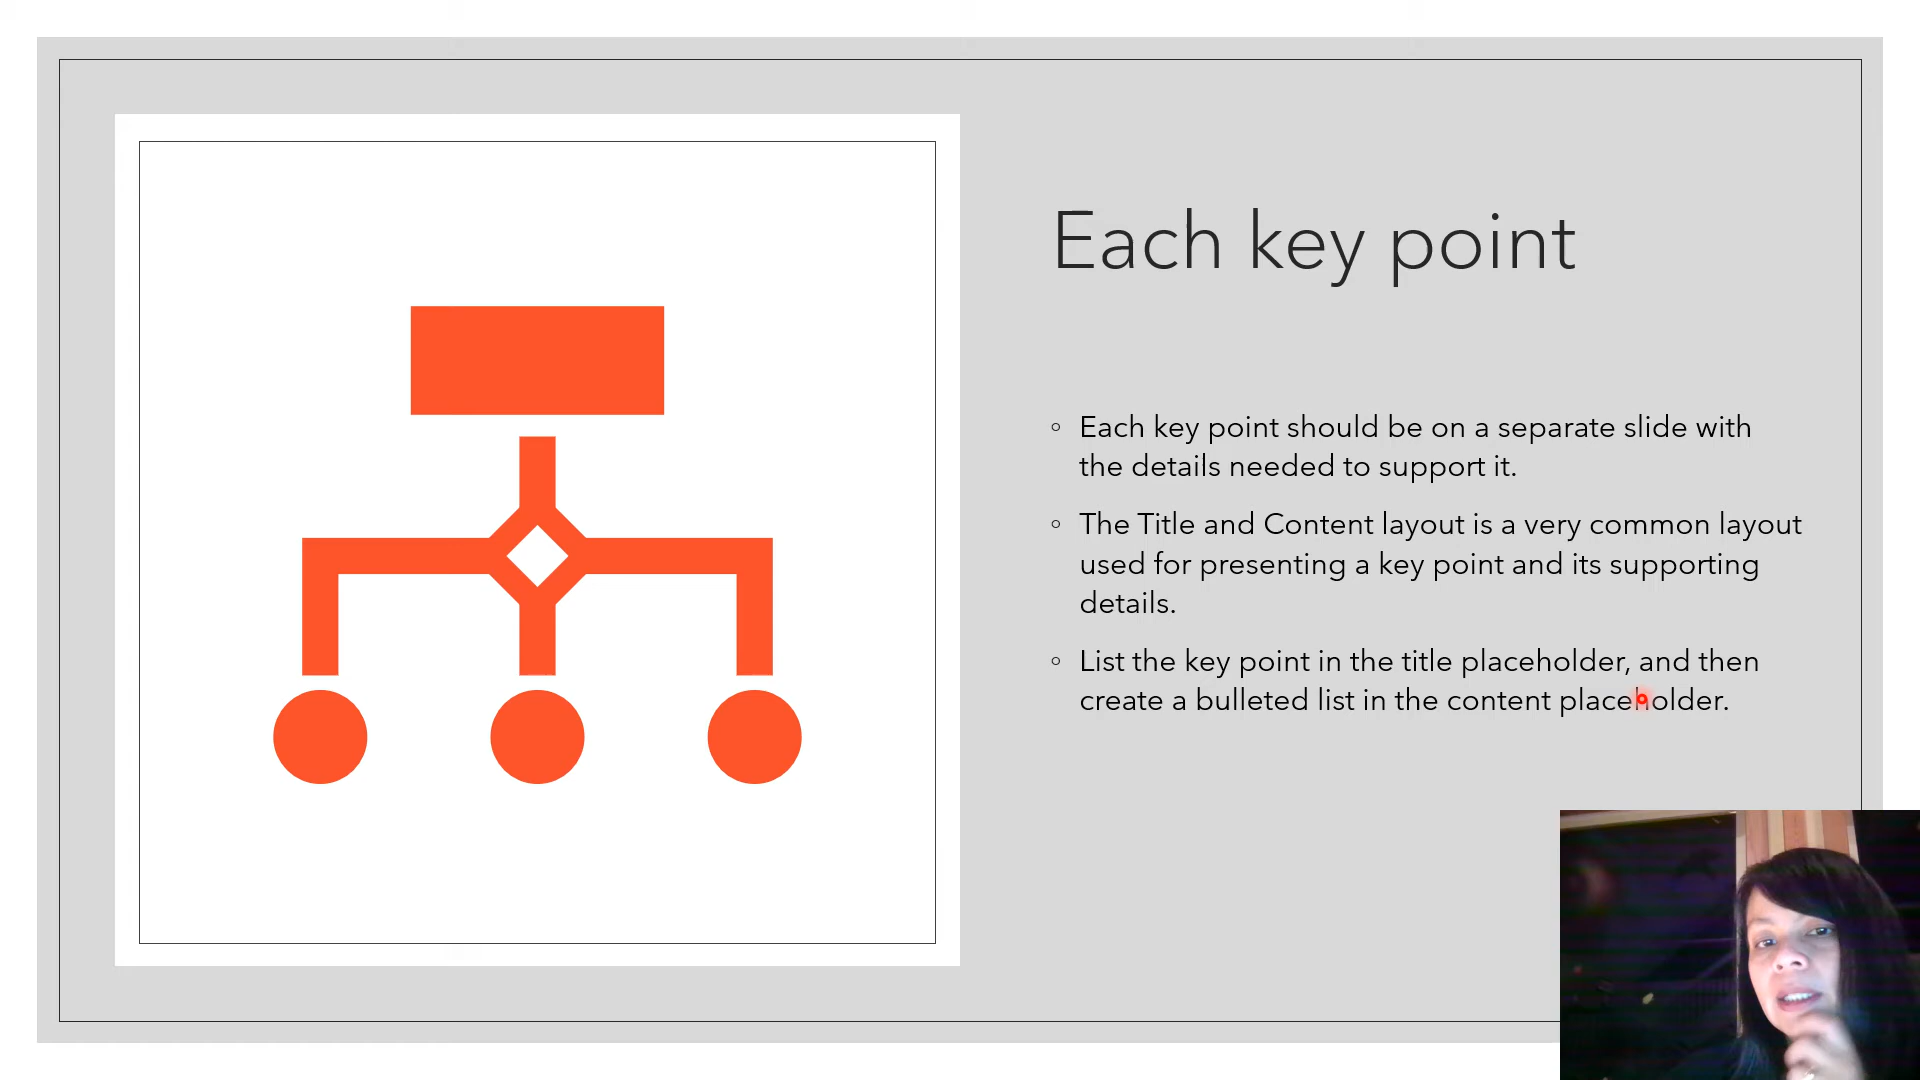 Each key point
◦ Each key point should be on a separate slide with
the details needed to support it.
◦ The Title and Content layout is a very common layout
used for presenting a key point and its supporting
details.
◦ List the key point in the title placeholder, and then
create a bulleted list in the content placeholder.